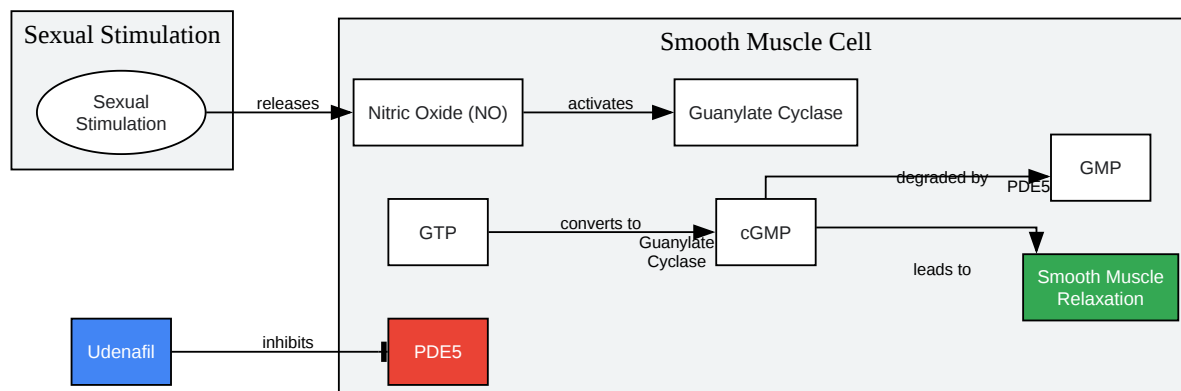 Sexual Stimulation
Smooth Muscle Cell
Sexual
Stimulation
releases
Nitric Oxide (NO)
activates
Guanylate Cyclase
degraded by
PDE5
GMP
GTP
converts to
Guanylate
Cyclase
cGMP
leads to
Smooth Muscle
Relaxation
Udenafil
inhibits
PDE5